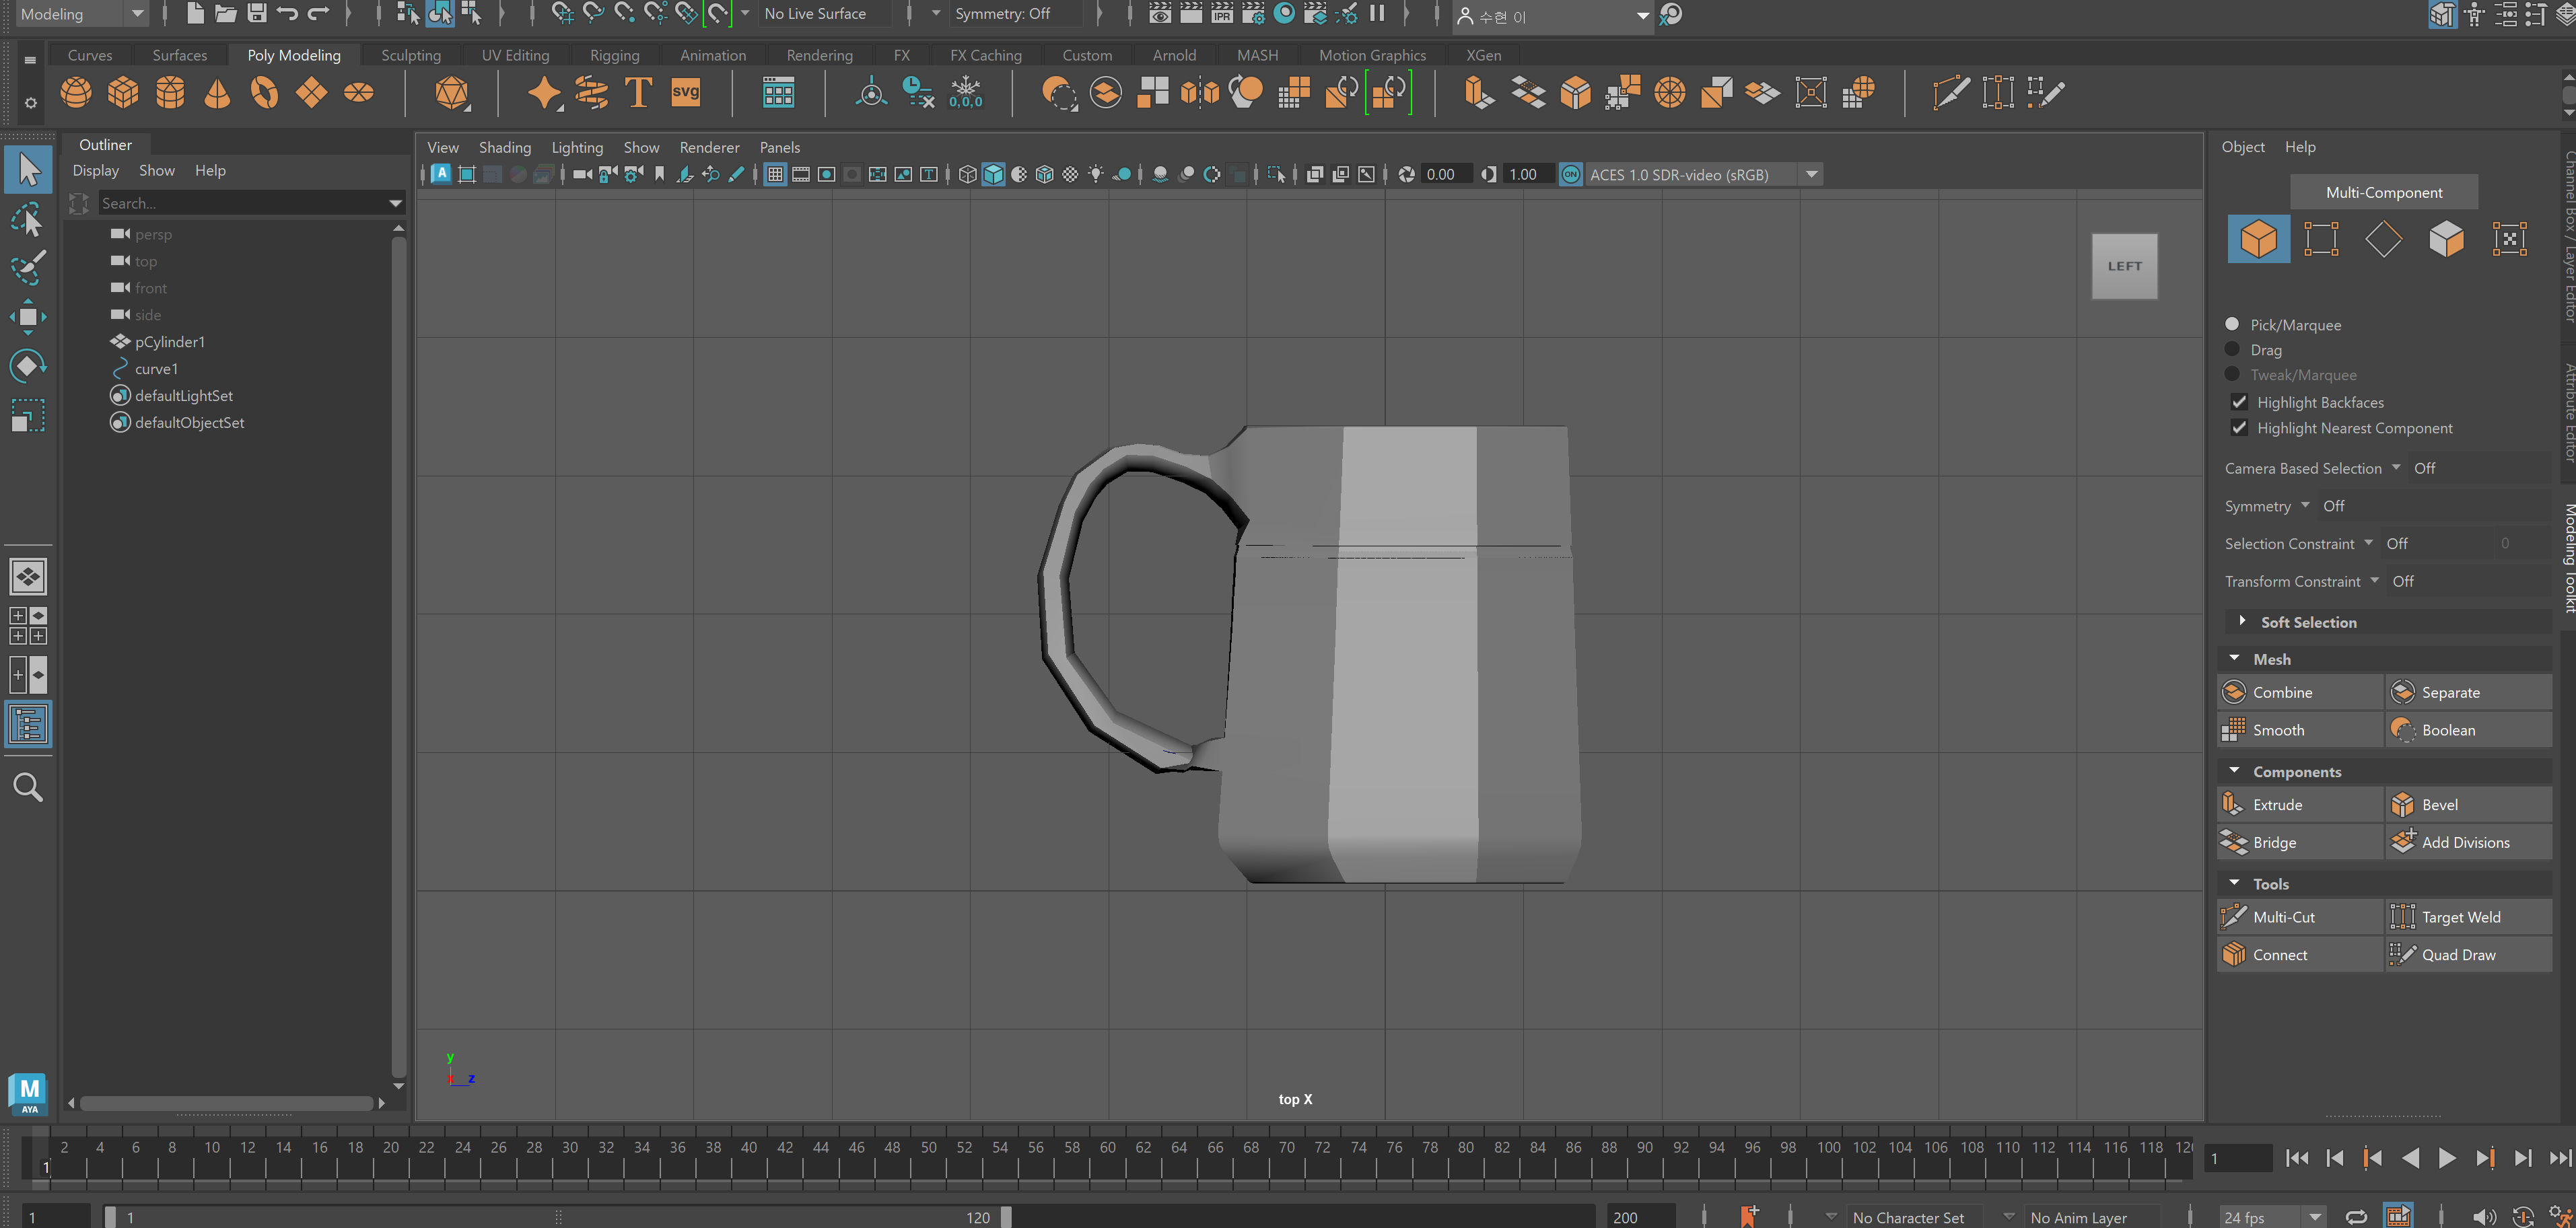 Modeling
No Live Surface
Symmetry: Off
IPR
수현 이
Curves Surfaces Poly Modeling Sculpting UV Editing Rigging Animation Rendering FX FX Caching Custom Arnold MASH Motion Graphics XGen
T svg 0,0,0
Outliner
Display Show Help
Search...
persp
top
front
side
pCylinder1
curve1
defaultLightSet
defaultObjectSet
View Shading Lighting Show Renderer Panels
0.00 1.00 ON ACES 1.0 SDR-video (sRGB)
LEFT
y
z
top X
Object Help
Multi-Component
Pick/Marquee
Drag
Tweak/Marquee
Highlight Backfaces
Highlight Nearest Component
Camera Based Selection Off
Symmetry Off
Selection Constraint Off 0
Transform Constraint Off
Soft Selection
Mesh
Combine Separate
Smooth Boolean
Components
Extrude Bevel
Bridge Add Divisions
Tools
Multi-Cut Target Weld
Connect Quad Draw
Channel Box / Layer Editor
Attribute Editor
Modeling Toolkit
M
AYA
2 4 6 8 10 12 14 16 18 20 22 24 26 28 30 32 34 36 38 40 42 44 46 48 50 52 54 56 58 60 62 64 66 68 70 72 74 76 78 80 82 84 86 88 90 92 94 96 98 100 102 104 106 108 110 112 114 116 118 120
1
1
1 1 120 200 No Character Set No Anim Layer 24 fps